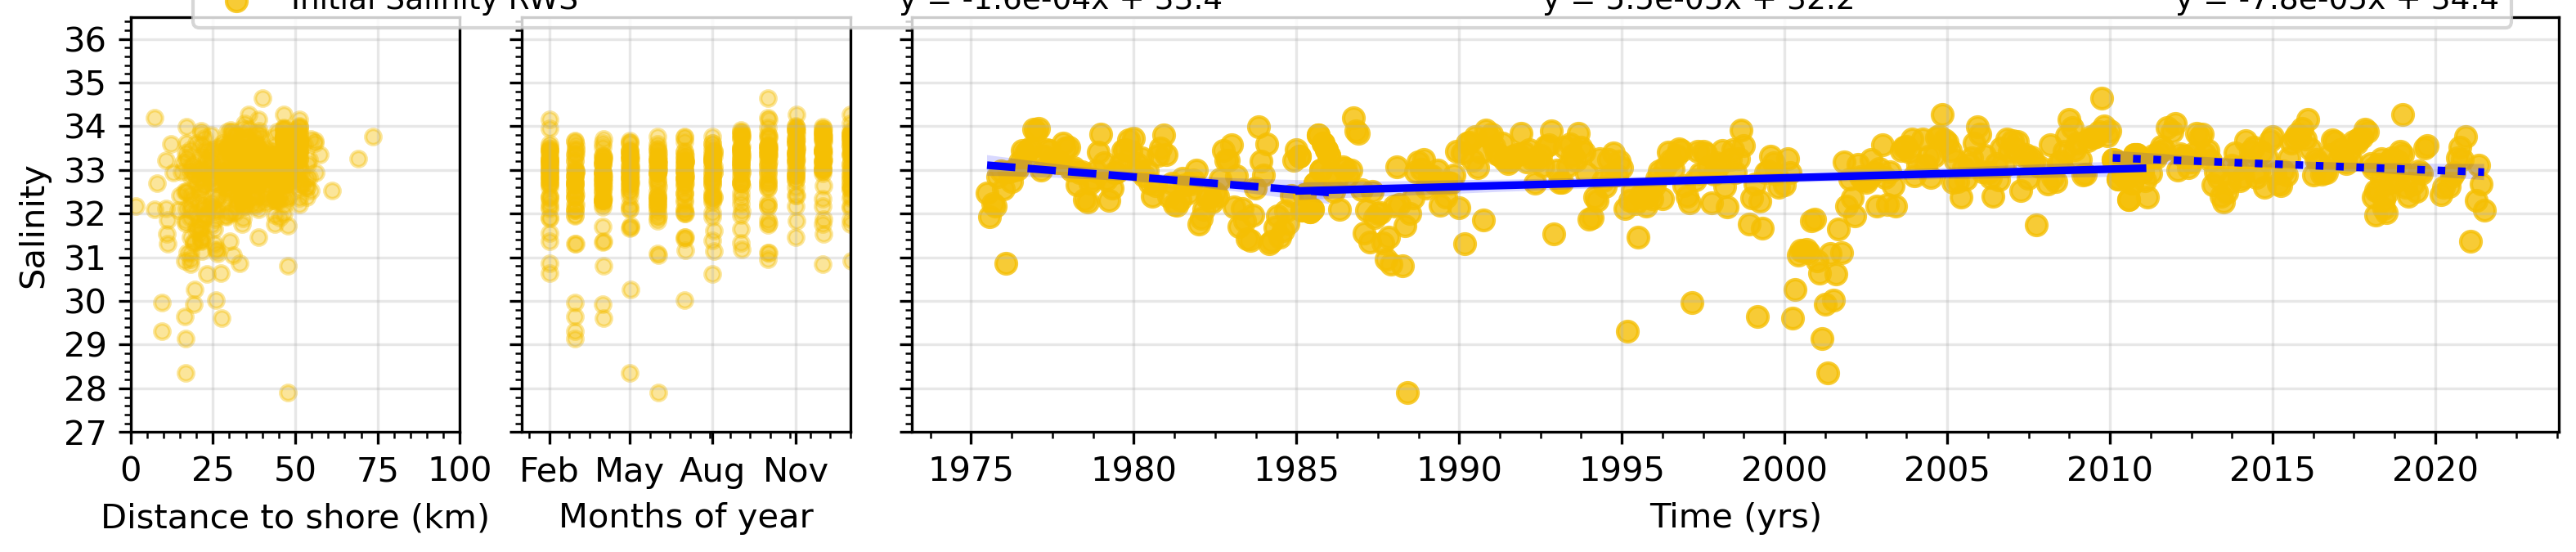 Initial Salinity RWS y = -1.6e-04x + 33.4 y = 5.5e-05x + 32.2 y = -7.8e-05x + 34.4
36
35
34
33
32
31
30
29
28
27
Salinity
0 25 50 75 100
Distance to shore (km)
Feb May Aug Nov
Months of year
1975 1980 1985 1990 1995 2000 2005 2010 2015 2020
Time (yrs)